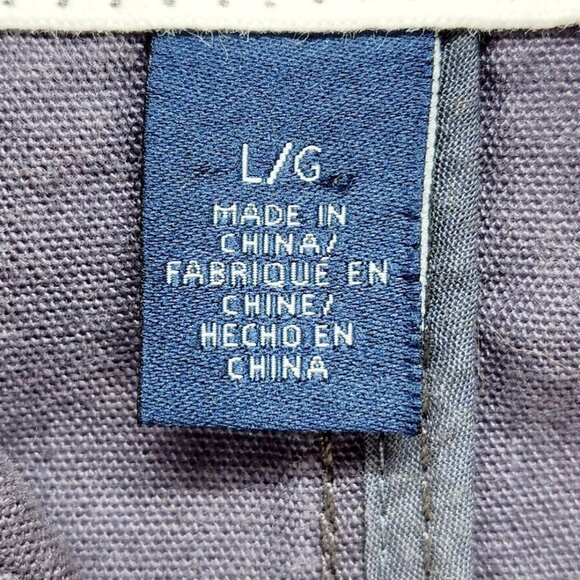 L/G
MADE IN
CHINA/
FABRIQUÉ EN
CHINE/
HECHO EN
CHINA